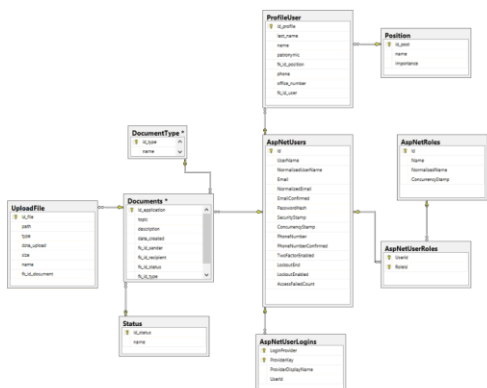 ProfileUser
id_profile
last_name
name
patronymic
fk_id_position
phone
office_number
fk_id_user
Position
id_post
name
importance
DocumentType *
id_type
name
AspNetUsers
Id
UserName
NormalizedUserName
Email
NormalizedEmail
EmailConfirmed
PasswordHash
SecurityStamp
ConcurrencyStamp
PhoneNumber
PhoneNumberConfirmed
TwoFactorEnabled
LockoutEnd
LockoutEnabled
AccessFailedCount
AspNetRoles
Id
Name
NormalizedName
ConcurrencyStamp
Documents *
id_application
topic
description
date_created
fk_id_sender
fk_id_recipient
fk_id_status
fk_id_type
UploadFile
id_file
path
type
date_upload
size
name
fk_id_document
AspNetUserRoles
UserId
RoleId
Status
id_status
name
AspNetUserLogins
LoginProvider
ProviderKey
ProviderDisplayName
UserId